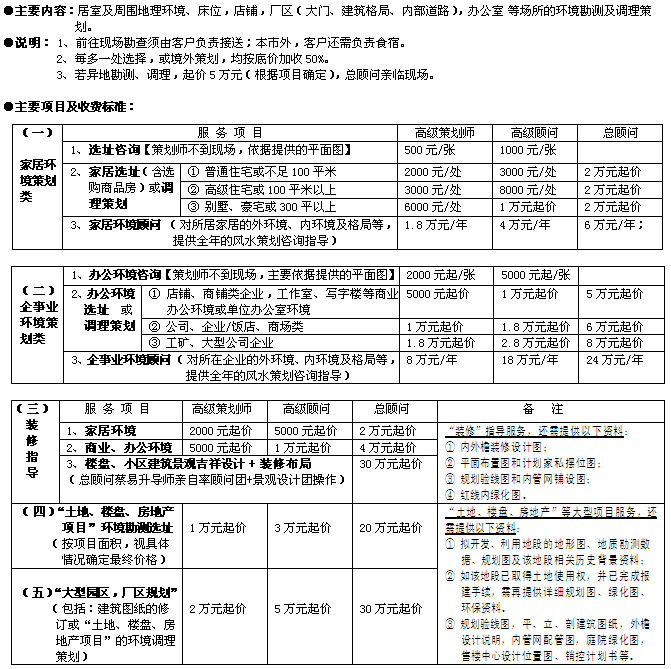 ●主要内容：居室及周围地理环境、床位，店铺，厂区（大门、建筑格局、内部道路），办公室 等场所的环境勘测及调理策
划。
●说明： 1、前往现场勘查须由客户负责接送；本市外，客户还需负责食宿。
2、每多一处选择，或境外策划，均按底价加收 50%。
3、若异地勘测、调理，起价 5 万元（根据项目确定），总顾问亲临现场。
●主要项目及收费标准：
（一）
家居环
境策划
类
服 务 项 目 高级策划师 高级顾问 总顾问
1、选址咨询【策划师不到现场，依据提供的平面图】 500 元/张 1000 元/张
2、家居选址（含选
购商品房）或调
理策划
① 普通住宅或不足 100 平米 2000 元/处 3000 元/处 2 万元起价
② 高级住宅或 100 平米以上 3000 元/处 8000 元/处 2 万元起价
③ 别墅、豪宅或 300 平以上 6000 元/处 1 万元起价 2 万元起价
3、家居环境顾问（对所居家居的外环境、内环境及格局等，
提供全年的风水策划咨询指导） 1.8 万元/年 4 万元/年 6 万元/年；
（二）
企事业
环境策
划类
1、办公环境咨询【策划师不到现场，主要依据提供的平面图】 2000 元起/张 5000 元起/张
2、办公环境
选址 或
调理策划
① 店铺、商铺类企业，工作室、写字楼等商业
办公环境或单位办公室环境 5000 元起价 1 万元起价 5 万元起价
② 公司、企业/饭店、商场类 1 万元起价 1.8 万元起价 6 万元起价
③ 工矿、大型公司企业 1.8 万元起价 2.8 万元起价 8 万元起价
3、企事业环境顾问（对所在企业的外环境、内环境及格局等，
提供全年的风水策划咨询指导） 8 万元/年 18 万元/年 24 万元/年
（三）
装
修
指
导
服 务 项 目 高级策划师 高级顾问 总顾问 备 注
1、家居环境 2000 元起价 5000 元起价 2 万元起价
2、商业、办公环境 5000 元起价 1 万元起价 4 万元起价
3、楼盘、小区建筑景观吉祥设计 + 装修布局
（总顾问蔡易升导师亲自率顾问团+景观设计团操作） 30 万元起价
“装修”指导服务，还需提供以下资料：
① 内外檐装修设计图；
② 平面布置图和计划家私摆位图；
③ 规划验线图和内管网铺设图；
④ 红线内绿化图。
（四）“土地、楼盘、房地产
项目”环境勘测选址
（按项目面积，视具体
情况确定最终价格）
1 万元起价 3 万元起价 20 万元起价
（五）“大型园区，厂区规划”
（包括：建筑图纸的修
订或“土地、楼盘、房
地产项目”的环境调理
策划）
2 万元起价 5 万元起价 30 万元起价
“土地、楼盘、房地产”等大型项目服务，还
需提供以下资料：
① 拟开发、利用地段的地形图、地质勘测数
据、规划图及该地段相关历史背景资料；
② 如该地段已取得土地使用权，并已完成报
建手续，需再提供详细规划图、绿化图、
环保资料。
③ 规划验线图，平、立、剖建筑图纸，外檐
设计说明，内管网配管图，庭院绿化图，
售楼中心设计位置图、销控计划书等。